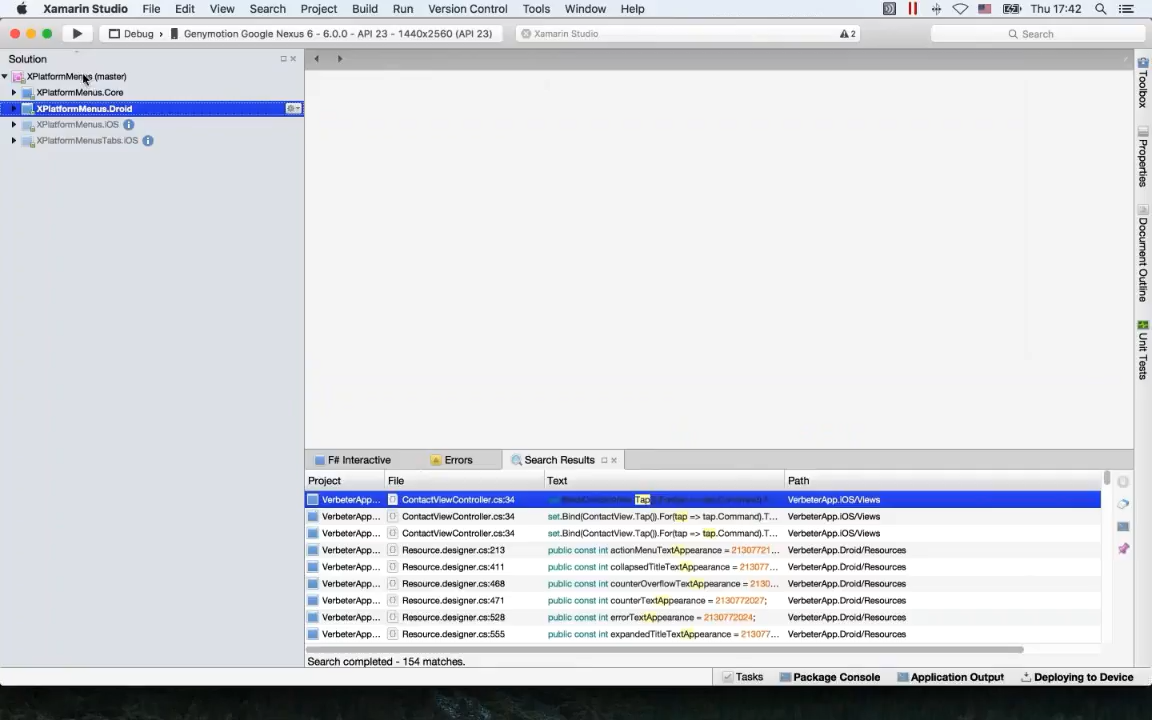 Xamarin Studio File Edit View Search Project Build Run Version Control Tools Window Help Thu 17:42
Debug › Genymotion Google Nexus 6 - 6.0.0 - API 23 - 1440x2560 (API 23) Xamarin Studio 2 Search
Solution
XPlatformMenus (master)
XPlatformMenus.Core
XPlatformMenus.Droid
XPlatformMenus.iOS
XPlatformMenusTabs.iOS
Toolbox
Properties
Document Outline
Unit Tests
F# Interactive Errors Search Results
Project File Text Path
VerbeterApp... ContactViewController.cs:34 Tap VerbeterApp.iOS/Views
VerbeterApp... ContactViewController.cs:34 set.Bind(ContactView.Tap()).For(tap => tap.Command).T... VerbeterApp.iOS/Views
VerbeterApp... ContactViewController.cs:34 set.Bind(ContactView.Tap()).For(tap => tap.Command).T... VerbeterApp.iOS/Views
VerbeterApp... Resource.designer.cs:213 public const int actionMenuTextAppearance = 21307721... VerbeterApp.Droid/Resources
VerbeterApp... Resource.designer.cs:411 public const int collapsedTitleTextAppearance = 213077... VerbeterApp.Droid/Resources
VerbeterApp... Resource.designer.cs:468 public const int counterOverflowTextAppearance = 2130... VerbeterApp.Droid/Resources
VerbeterApp... Resource.designer.cs:471 public const int counterTextAppearance = 2130772027; VerbeterApp.Droid/Resources
VerbeterApp... Resource.designer.cs:528 public const int errorTextAppearance = 2130772024; VerbeterApp.Droid/Resources
VerbeterApp... Resource.designer.cs:555 public const int expandedTitleTextAppearance = 213077... VerbeterApp.Droid/Resources
Search completed - 154 matches.
Tasks Package Console Application Output Deploying to Device